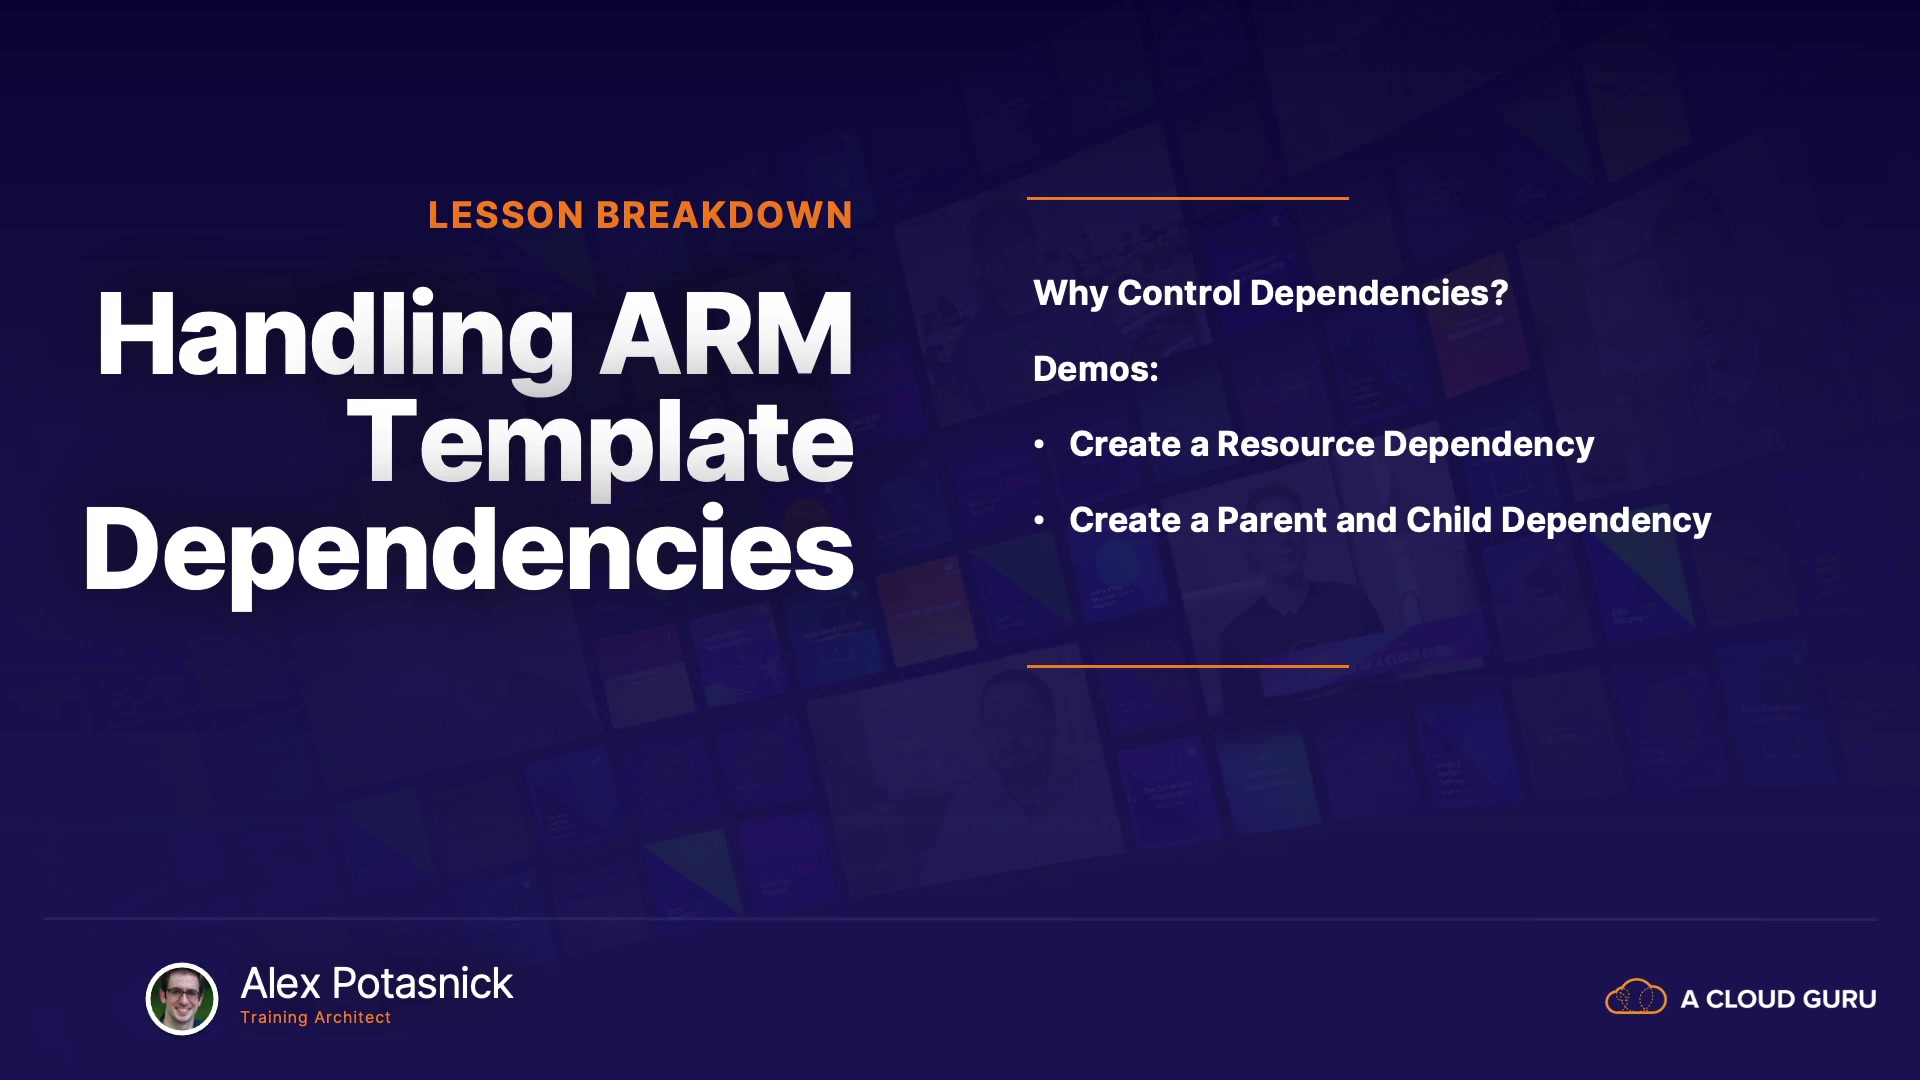 LESSON BREAKDOWN
Handling ARM
Template
Dependencies
Why Control Dependencies?
Demos:
• Create a Resource Dependency
• Create a Parent and Child Dependency
Alex Potasnick
Training Architect
A CLOUD GURU